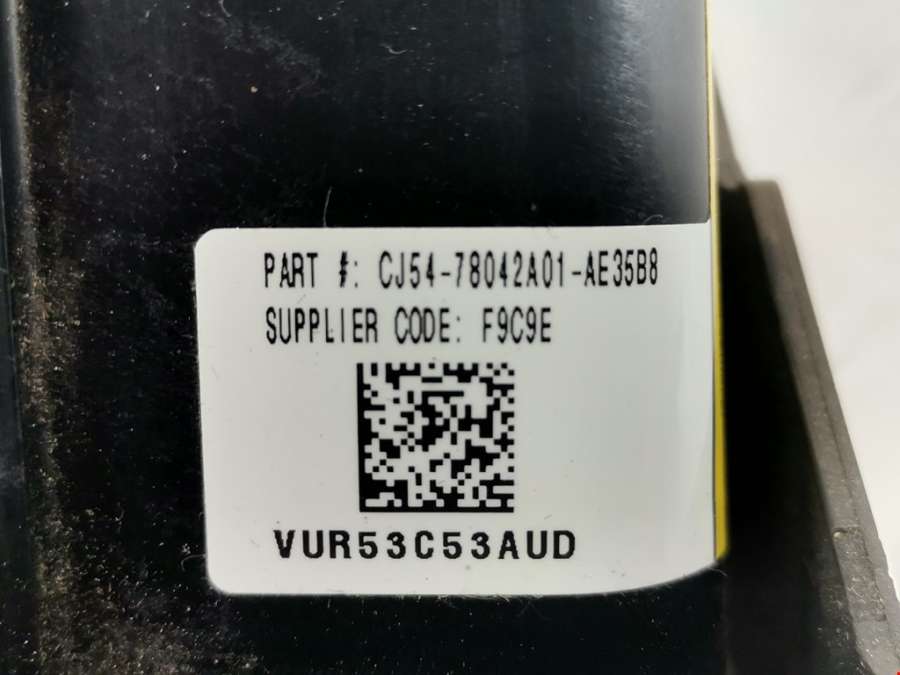 PART #: CJ54-78042A01-AE35B8
SUPPLIER CODE: F9C9E
VUR53C53AUD